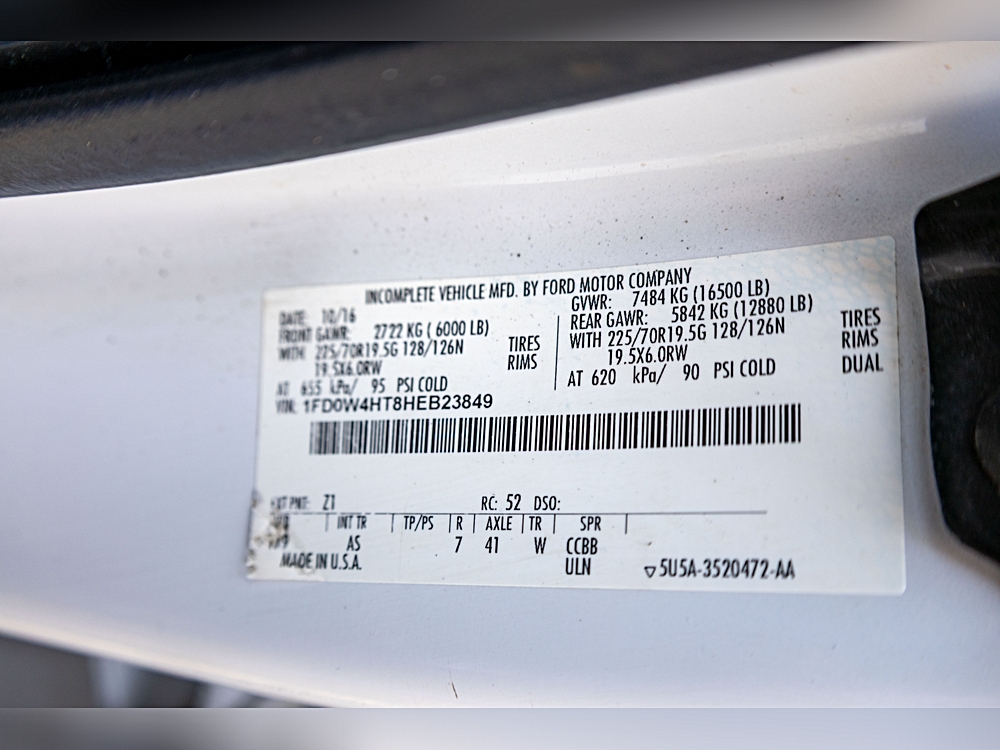 INCOMPLETE VEHICLE MFD. BY FORD MOTOR COMPANY
DATE: 10/16
GVWR: 7484 KG (16500 LB)
FRONT GAWR: 2722 KG ( 6000 LB)
REAR GAWR: 5842 KG (12880 LB)
WITH 225/70R19.5G 128/126N TIRES
WITH 225/70R19.5G 128/126N TIRES
19.5X6.0RW RIMS
19.5X6.0RW RIMS
AT 655 kPa/ 95 PSI COLD
AT 620 kPa/ 90 PSI COLD DUAL
VIN: 1FD0W4HT8HEB23849
EXT PNT: Z1 RC: 52 DSO:
INT TR TP/PS R AXLE TR SPR
AS 7 41 W CCBB
MADE IN U.S.A. ULN ▽5U5A-3520472-AA